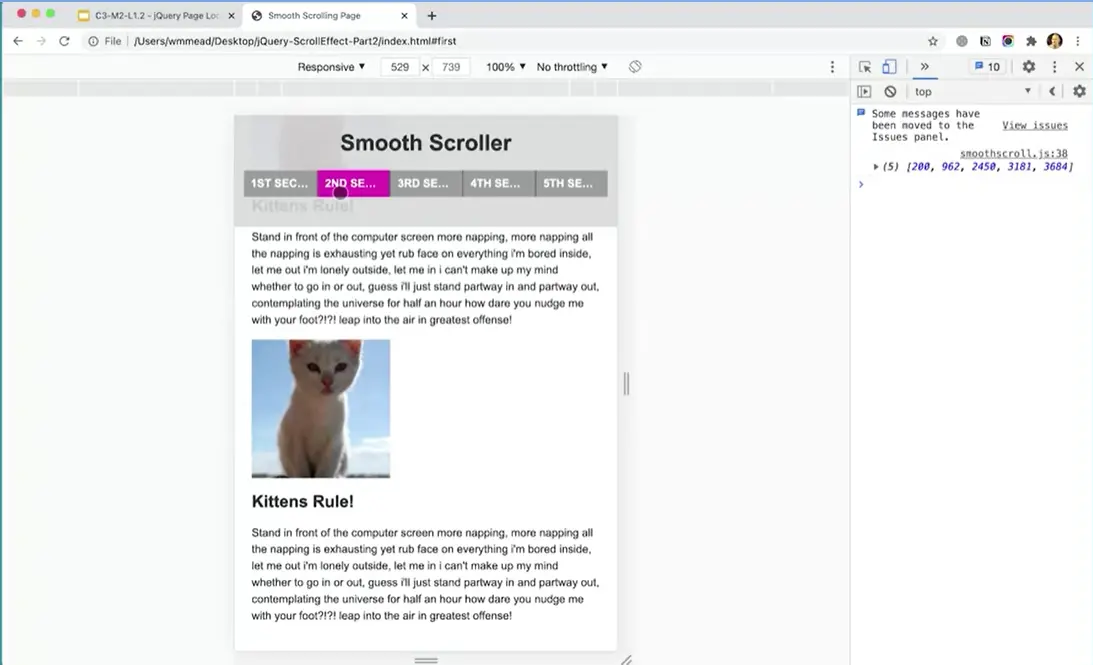 C3-M2-L1.2 - jQuery Page Loc
Smooth Scrolling Page
File | /Users/wmmead/Desktop/jQuery-ScrollEffect-Part2/index.html#first
Responsive ▼ 529 × 739 100% ▼ No throttling ▼
» 10
top
Some messages have been moved to the Issues panel.
View issues
smoothscroll.js:38
(5) [200, 962, 2450, 3181, 3684]
Smooth Scroller
1ST SEC... 2ND SE... 3RD SE... 4TH SE... 5TH SE...
Kittens Rule!
Stand in front of the computer screen more napping, more napping all
the napping is exhausting yet rub face on everything i'm bored inside,
let me out i'm lonely outside, let me in i can't make up my mind
whether to go in or out, guess i'll just stand partway in and partway out,
contemplating the universe for half an hour how dare you nudge me
with your foot?!?! leap into the air in greatest offense!
Kittens Rule!
Stand in front of the computer screen more napping, more napping all
the napping is exhausting yet rub face on everything i'm bored inside,
let me out i'm lonely outside, let me in i can't make up my mind
whether to go in or out, guess i'll just stand partway in and partway out,
contemplating the universe for half an hour how dare you nudge me
with your foot?!?! leap into the air in greatest offense!